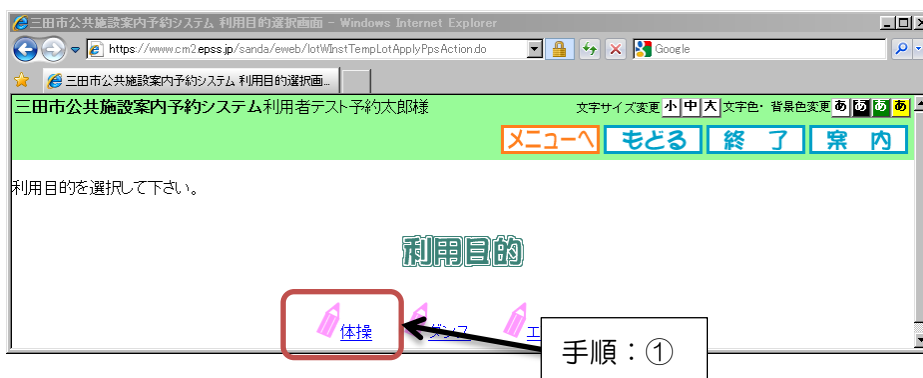 三田市公共施設案内予約システム 利用目的選択画面 - Windows Internet Explorer
https://www.cm2.epss.jp/sanda/eweb/lotWInstTempLotApplyPpsAction.do
Google
三田市公共施設案内予約システム 利用目的選択画...
三田市公共施設案内予約システム利用者テスト予約太郎様
文字サイズ変更 小 中 大 文字色・背景色変更 あ あ あ あ
メニューへ もどる 終了 案内
利用目的を選択して下さい。
利用目的
体操 ダンス エ
手順：①